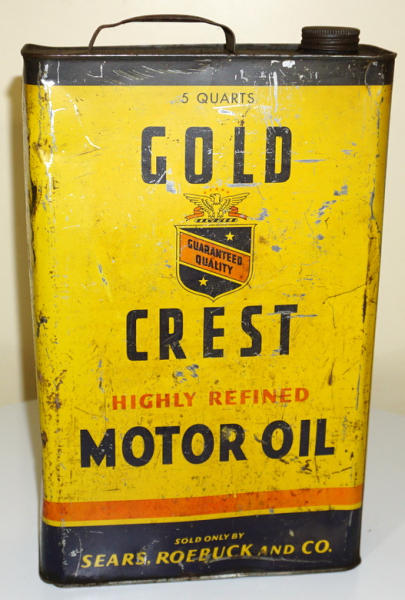 5 QUARTS
GOLD
GUARANTEED
QUALITY
CREST
HIGHLY REFINED
MOTOR OIL
SOLD ONLY BY
SEARS, ROEBUCK AND CO.